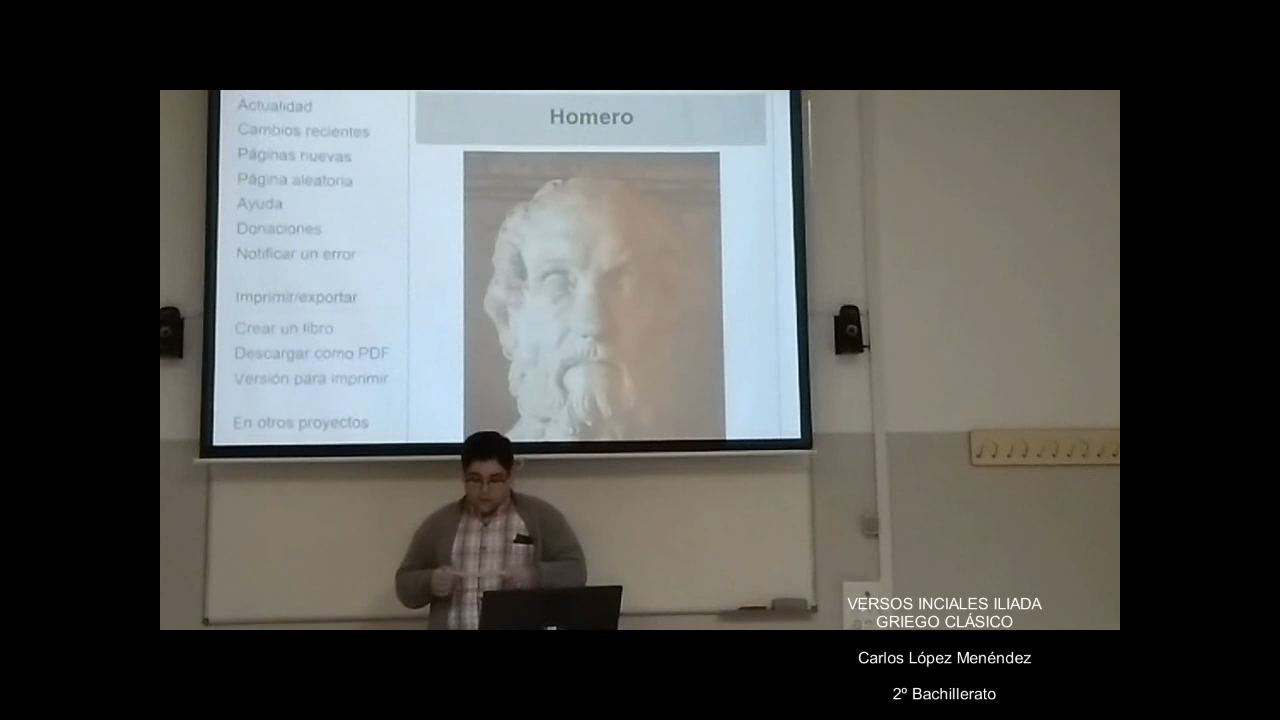 Actualidad
Cambios recientes
Páginas nuevas
Página aleatoria
Ayuda
Donaciones
Notificar un error
Imprimir/exportar
Crear un libro
Descargar como PDF
Versión para imprimir
En otros proyectos
Homero
VERSOS INCIALES ILIADA
GRIEGO CLÁSICO
Carlos López Menéndez
2º Bachillerato